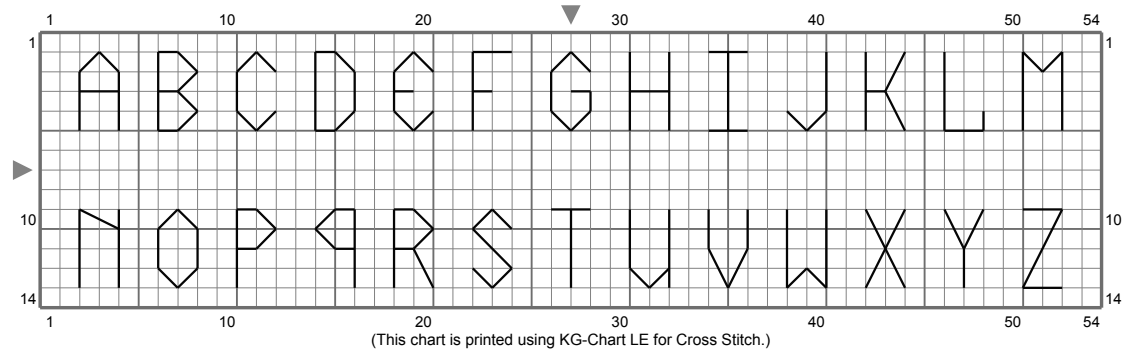 1 10 20 30 40 50 54
1 1
A B C D E F G H I J K L M
10 N O P q R S T U V W X Y Z 10
14 14
1 10 20 30 40 50 54
(This chart is printed using KG-Chart LE for Cross Stitch.)